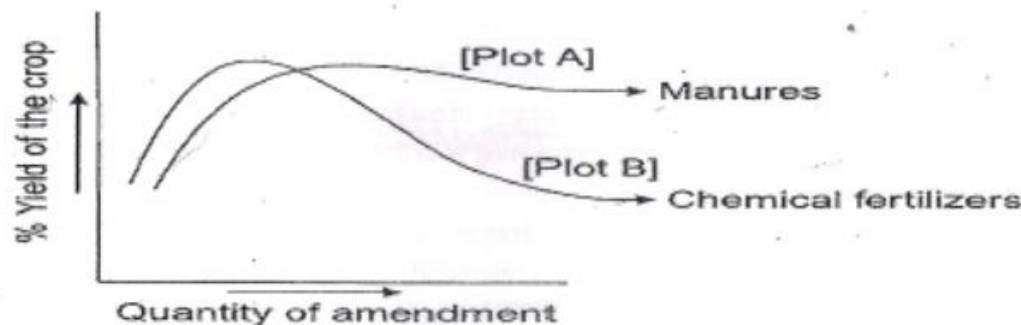 % Yield of the crop
[Plot A]
Manures
[Plot B]
Chemical fertilizers
Quantity of amendment